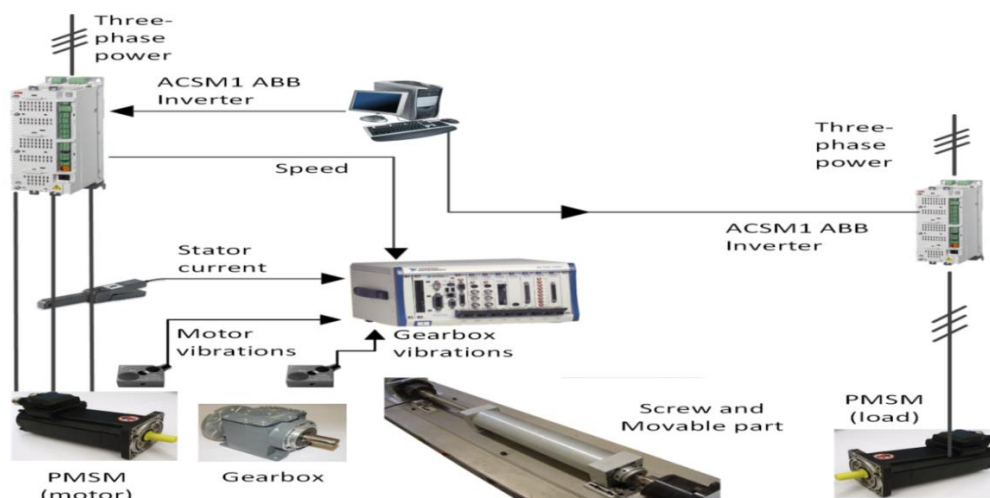 Three-
phase
power
ACSM1 ABB
Inverter
Speed
Three-
phase
power
ACSM1 ABB
Inverter
Stator
current
Motor
vibrations
Gearbox
vibrations
Screw and
Movable part
PMSM
(load)
PMSM
(motor)
Gearbox